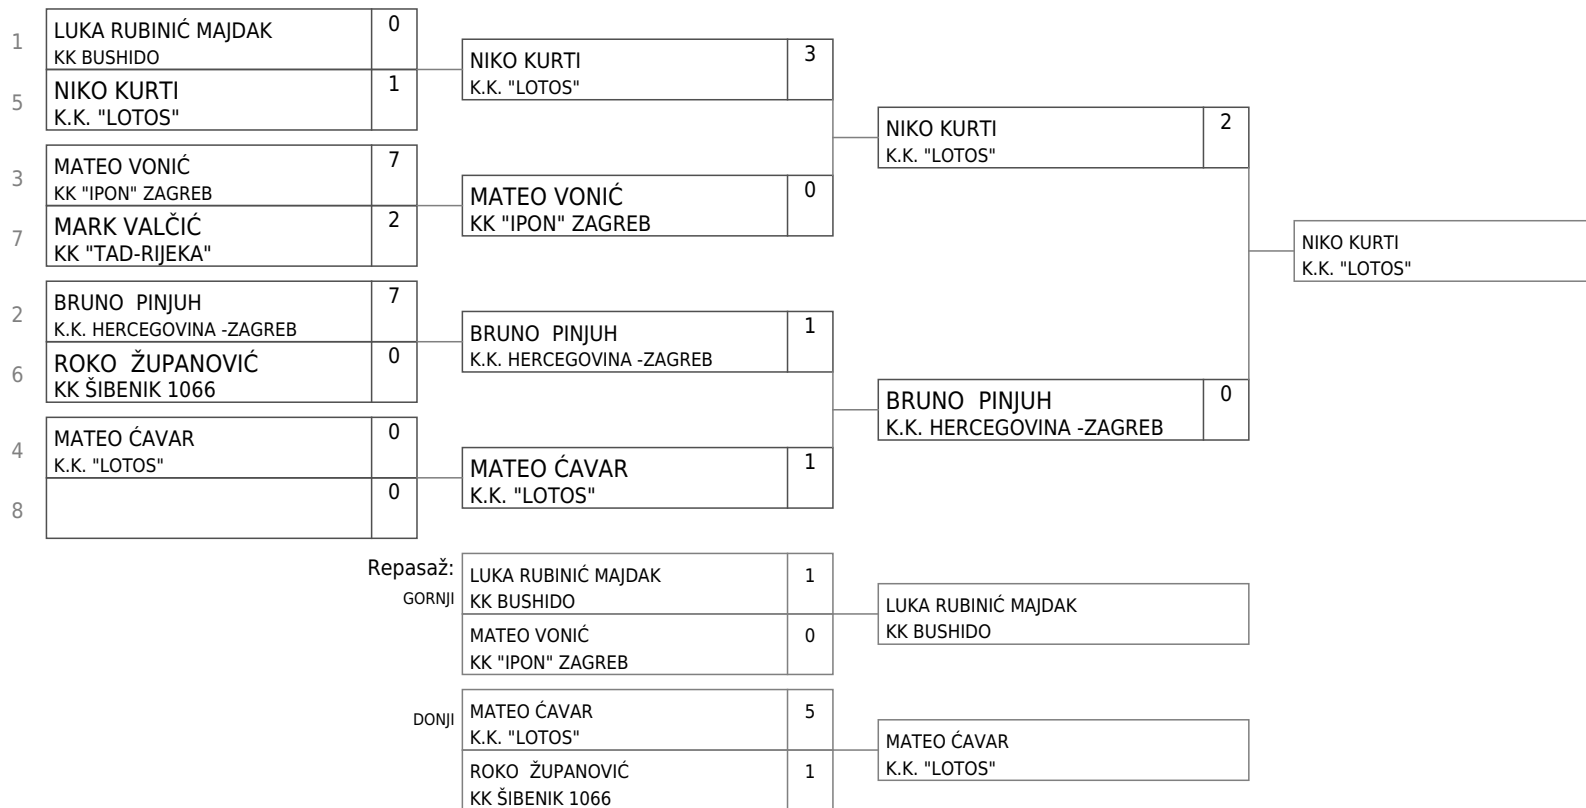 1
LUKA RUBINIĆ MAJDAK 0
KK BUSHIDO
5
NIKO KURTI 1
K.K. "LOTOS"
3
MATEO VONIĆ 7
KK "IPON" ZAGREB
7
MARK VALČIĆ 2
KK "TAD-RIJEKA"
2
BRUNO PINJUH 7
K.K. HERCEGOVINA -ZAGREB
6
ROKO ŽUPANOVIĆ 0
KK ŠIBENIK 1066
4
MATEO ĆAVAR 0
K.K. "LOTOS"
8
0
NIKO KURTI 3
K.K. "LOTOS"
MATEO VONIĆ 0
KK "IPON" ZAGREB
BRUNO PINJUH 1
K.K. HERCEGOVINA -ZAGREB
MATEO ĆAVAR 1
K.K. "LOTOS"
NIKO KURTI 2
K.K. "LOTOS"
BRUNO PINJUH 0
K.K. HERCEGOVINA -ZAGREB
NIKO KURTI
K.K. "LOTOS"
Repasaž:
GORNJI
LUKA RUBINIĆ MAJDAK 1
KK BUSHIDO
MATEO VONIĆ 0
KK "IPON" ZAGREB
LUKA RUBINIĆ MAJDAK
KK BUSHIDO
DONJI
MATEO ĆAVAR 5
K.K. "LOTOS"
ROKO ŽUPANOVIĆ 1
KK ŠIBENIK 1066
MATEO ĆAVAR
K.K. "LOTOS"